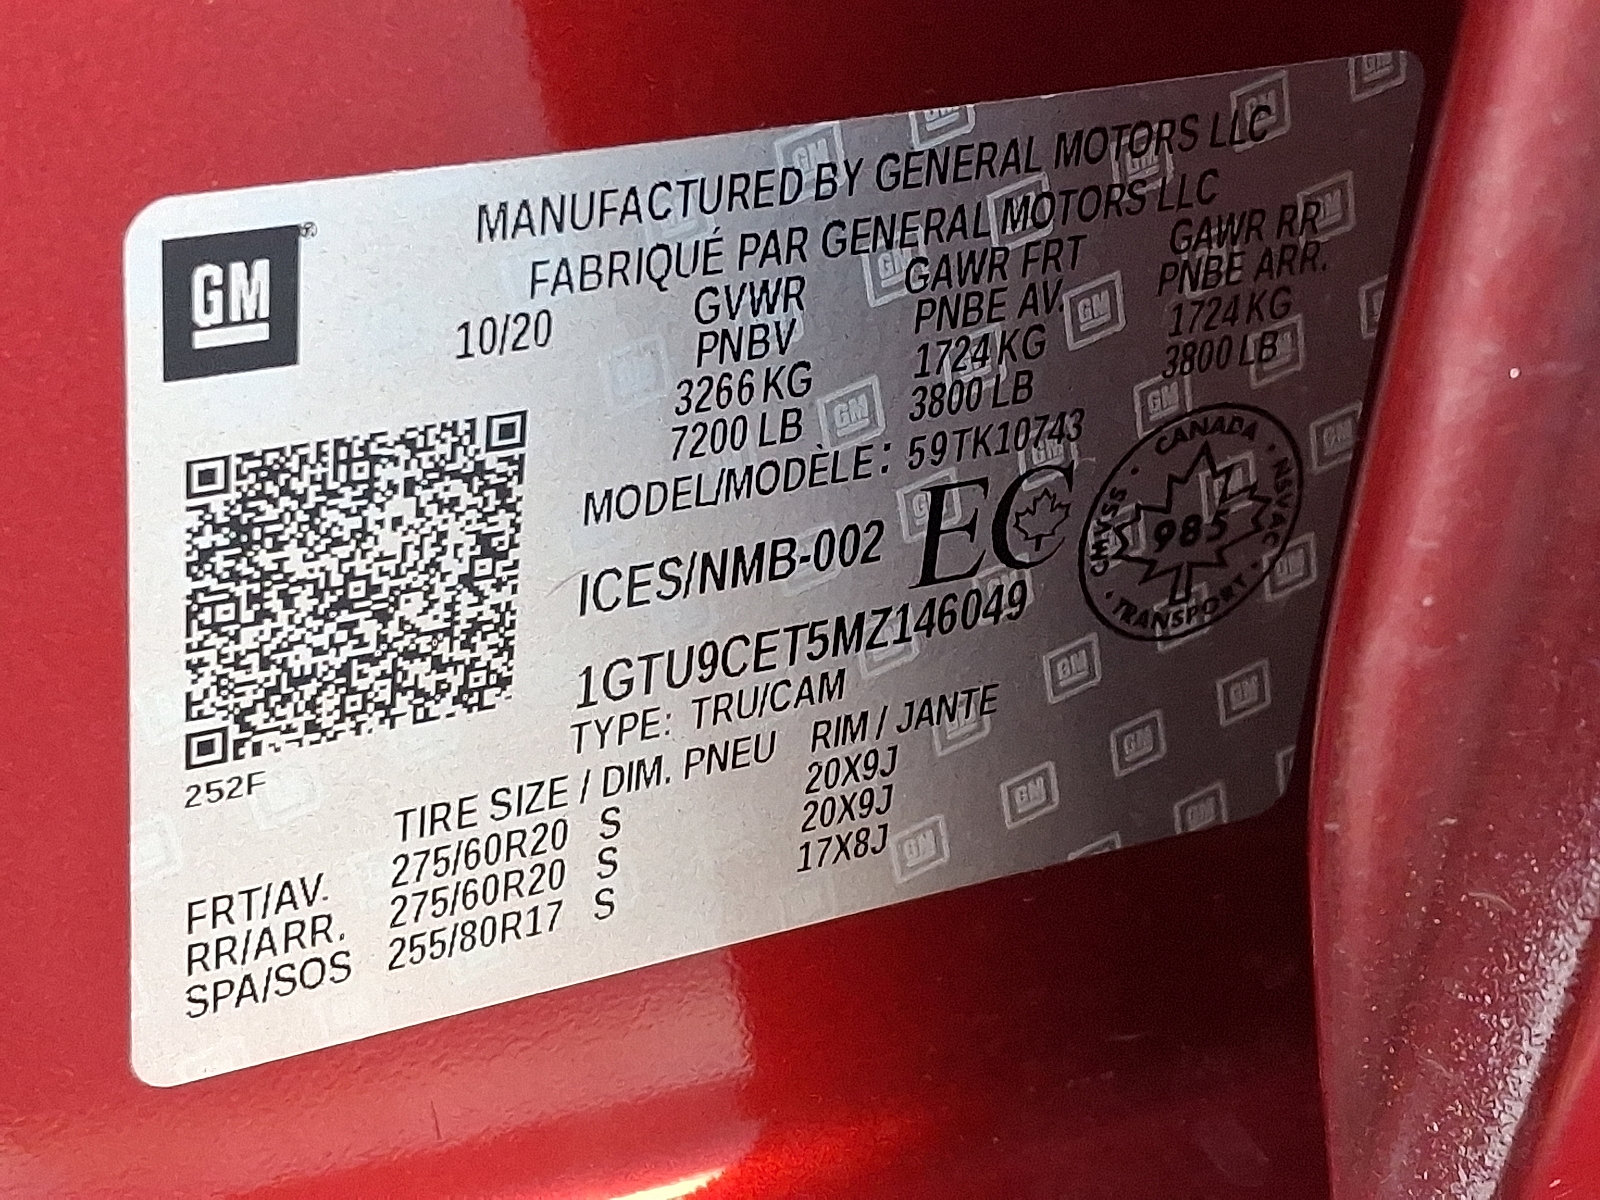 MANUFACTURED BY GENERAL MOTORS LLC
FABRIQUÉ PAR GENERAL MOTORS LLC
GM
10/20
GVWR GAWR FRT GAWR RR
PNBV PNBE AV. PNBE ARR.
3266 KG 1724 KG 1724 KG
7200 LB 3800 LB 3800 LB
MODEL/MODÈLE: 59TK10743
ICES/NMB-002 EC
CANADA · NSVAC · TRANSPORT · CMVSS ·
985
1GTU9CET5MZ146049
TYPE: TRU/CAM
252F
TIRE SIZE / DIM. PNEU RIM / JANTE
FRT/AV. 275/60R20 S 20X9J
RR/ARR. 275/60R20 S 20X9J
SPA/SOS 255/80R17 S 17X8J